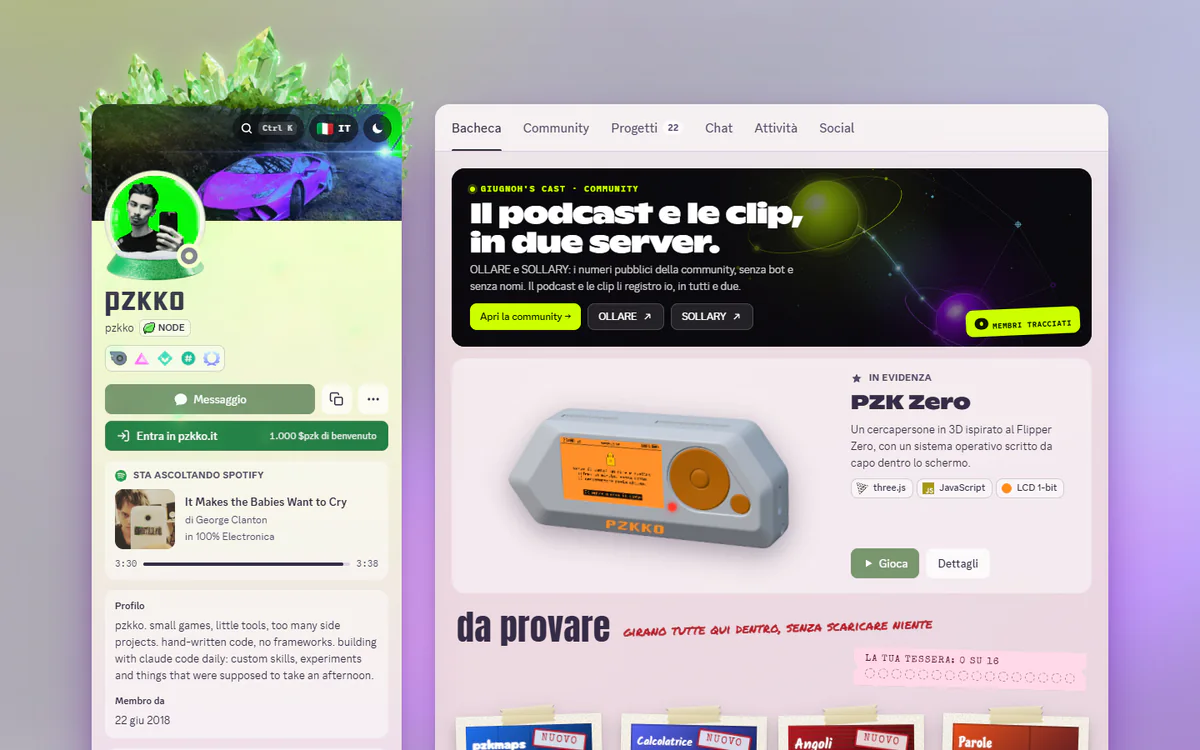 Ctrl K
IT
pzkko
pzkko
NODE
Messaggio
Entra in pzkko.it
1.000 $pzk di benvenuto
STA ASCOLTANDO SPOTIFY
It Makes the Babies Want to Cry
di George Clanton
in 100% Electronica
3:30
3:38
Profilo
pzkko. small games, little tools, too many side
projects. hand-written code, no frameworks. building
with claude code daily: custom skills, experiments
and things that were supposed to take an afternoon.
Membro da
22 giu 2018
Bacheca
Community
Progetti 22
Chat
Attività
Social
GIUGNOH'S CAST · COMMUNITY
Il podcast e le clip,
in due server.
OLLARE e SOLLARY: i numeri pubblici della community, senza bot e
senza nomi. Il podcast e le clip li registro io, in tutti e due.
Apri la community →
OLLARE ↗
SOLLARY ↗
MEMBRI TRACCIATI
PZKKO
IN EVIDENZA
PZK Zero
Un cercapersone in 3D ispirato al Flipper
Zero, con un sistema operativo scritto da
capo dentro lo schermo.
three.js
JS JavaScript
LCD 1-bit
Gioca
Dettagli
da provare
GIRANO TUTTE QUI DENTRO, SENZA SCARICARE NIENTE
LA TUA TESSERA: 0 SU 16
pzkmaps
NUOVO
Calcolatrice
NUOVO
Angoli
NUOVO
Parole